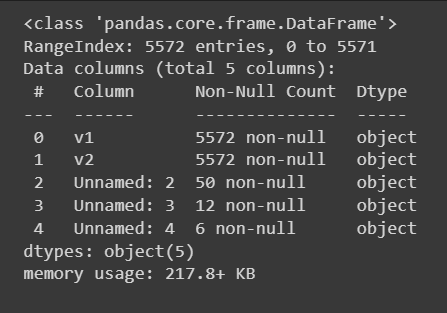 <class 'pandas.core.frame.DataFrame'>
RangeIndex: 5572 entries, 0 to 5571
Data columns (total 5 columns):
 #   Column      Non-Null Count  Dtype
---  ------      --------------  -----
 0   v1          5572 non-null   object
 1   v2          5572 non-null   object
 2   Unnamed: 2  50 non-null     object
 3   Unnamed: 3  12 non-null     object
 4   Unnamed: 4  6 non-null      object
dtypes: object(5)
memory usage: 217.8+ KB